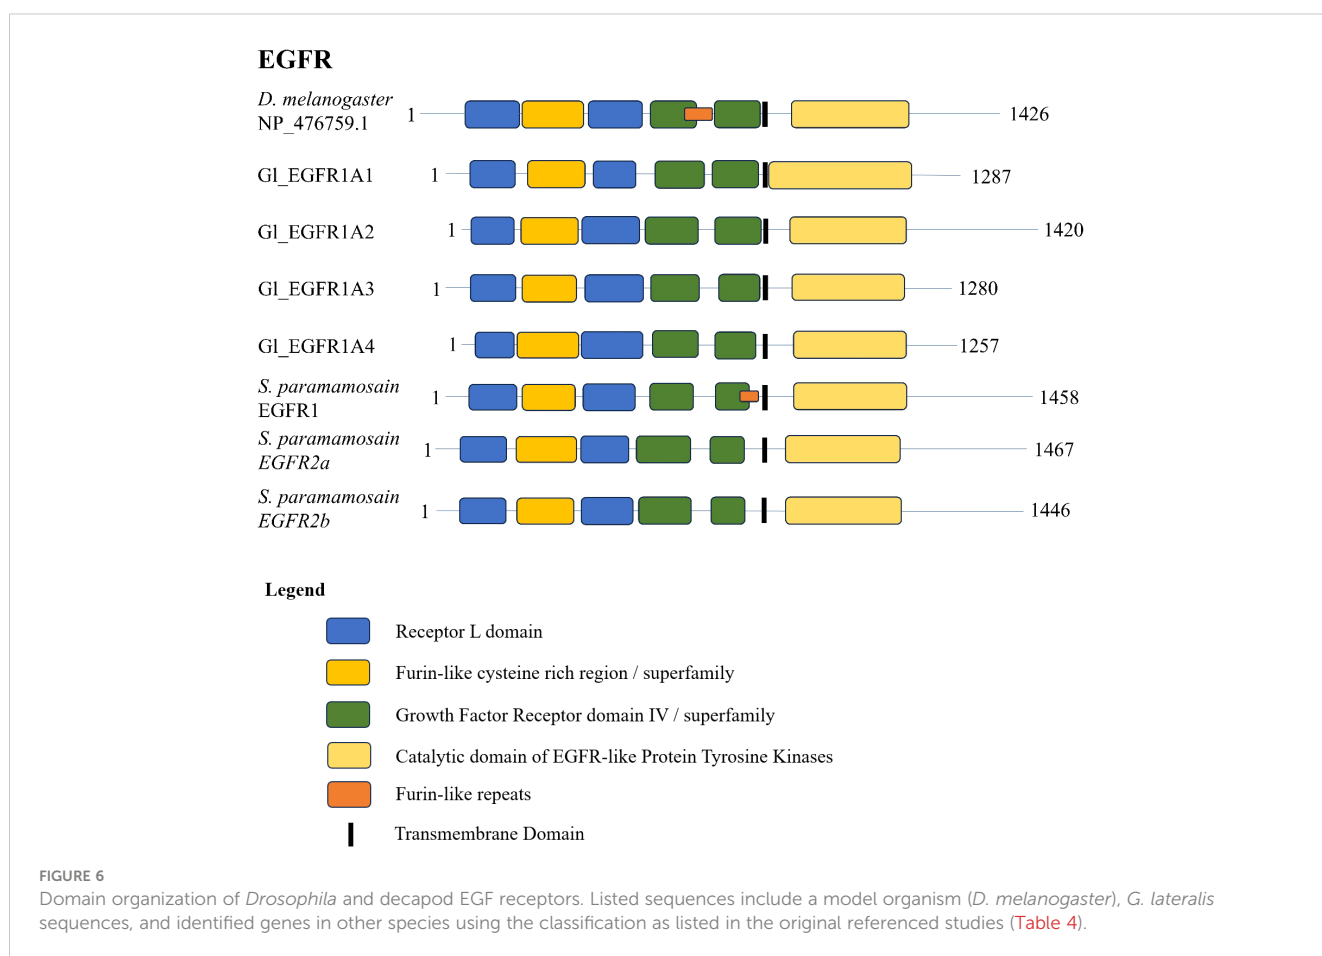 EGFR
D. melanogaster
NP_476759.1
1
1426
Gl_EGFR1A1
1
1287
Gl_EGFR1A2
1
1420
Gl_EGFR1A3
1
1280
Gl_EGFR1A4
1
1257
S. paramamosain
EGFR1
1
1458
S. paramamosain
EGFR2a
1
1467
S. paramamosain
EGFR2b
1
1446
Legend
Receptor L domain
Furin-like cysteine rich region / superfamily
Growth Factor Receptor domain IV / superfamily
Catalytic domain of EGFR-like Protein Tyrosine Kinases
Furin-like repeats
Transmembrane Domain
FIGURE 6
Domain organization of Drosophila and decapod EGF receptors. Listed sequences include a model organism (D. melanogaster), G. lateralis
sequences, and identified genes in other species using the classification as listed in the original referenced studies (Table 4).